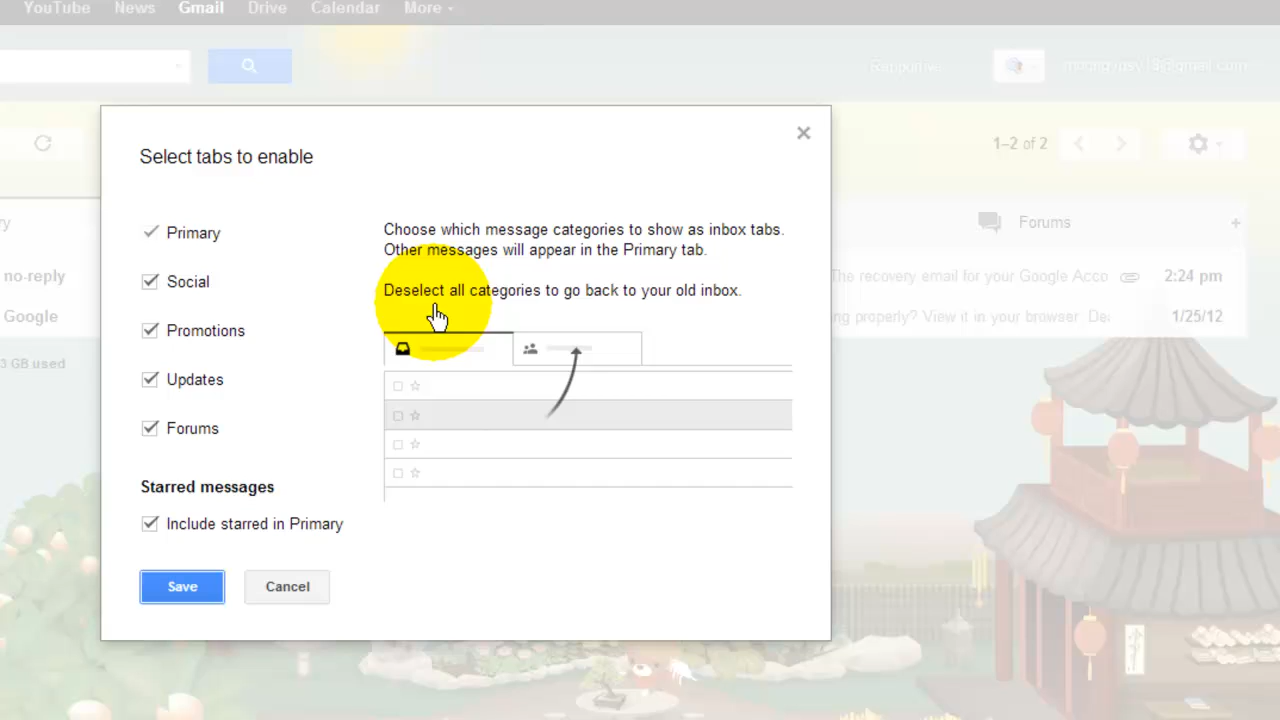 YouTube News Gmail Drive Calendar More
Rapportive
1–2 of 2
Select tabs to enable
Primary
Social
Promotions
Updates
Forums
Choose which message categories to show as inbox tabs.
Other messages will appear in the Primary tab.
Deselect all categories to go back to your old inbox.
Starred messages
Include starred in Primary
Save
Cancel
Forums
no-reply
The recovery email for your Google Acco
2:24 pm
Google
ng properly? View it in your browser. Dea
1/25/12
3 GB used